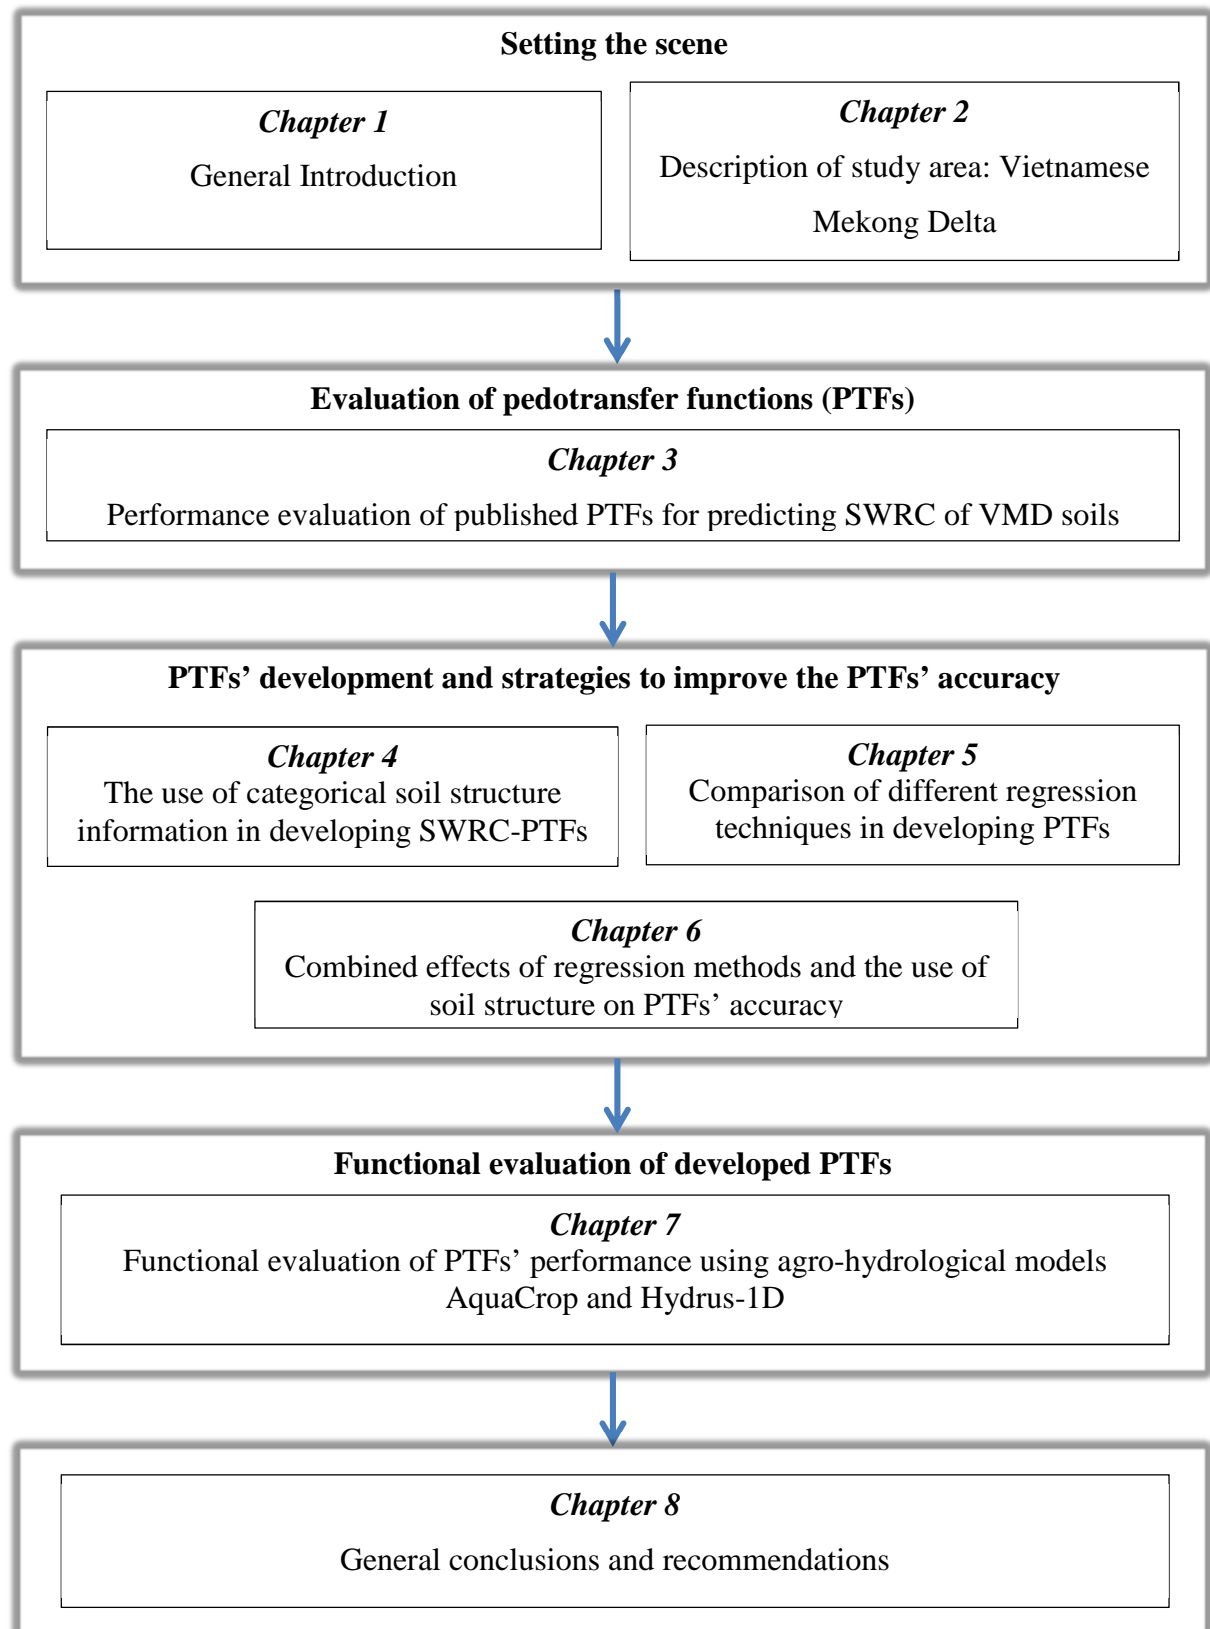 Setting the scene
Chapter 1
General Introduction
Chapter 2
Description of study area: Vietnamese
Mekong Delta
Evaluation of pedotransfer functions (PTFs)
Chapter 3
Performance evaluation of published PTFs for predicting SWRC of VMD soils
PTFs’ development and strategies to improve the PTFs’ accuracy
Chapter 4
The use of categorical soil structure
information in developing SWRC-PTFs
Chapter 5
Comparison of different regression
techniques in developing PTFs
Chapter 6
Combined effects of regression methods and the use of
soil structure on PTFs’ accuracy
Functional evaluation of developed PTFs
Chapter 7
Functional evaluation of PTFs’ performance using agro-hydrological models
AquaCrop and Hydrus-1D
Chapter 8
General conclusions and recommendations